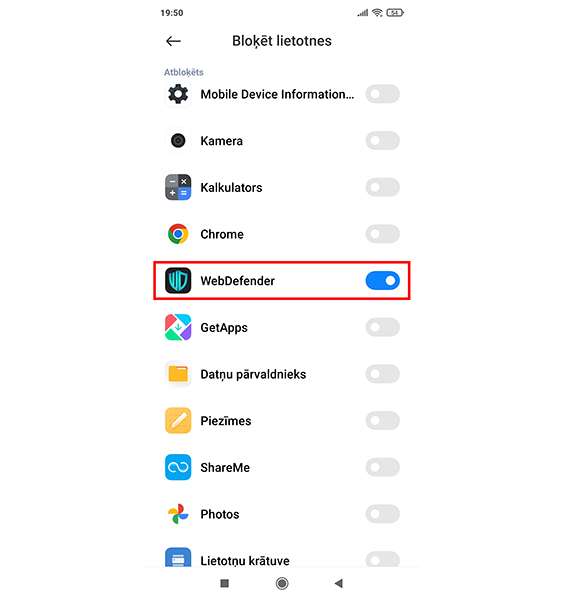 19:50
54
Bloķēt lietotnes
Atbloķēts
Mobile Device Information...
Kamera
Kalkulators
Chrome
WebDefender
GetApps
Datņu pārvaldnieks
Piezīmes
ShareMe
Photos
Lietotņu krātuve